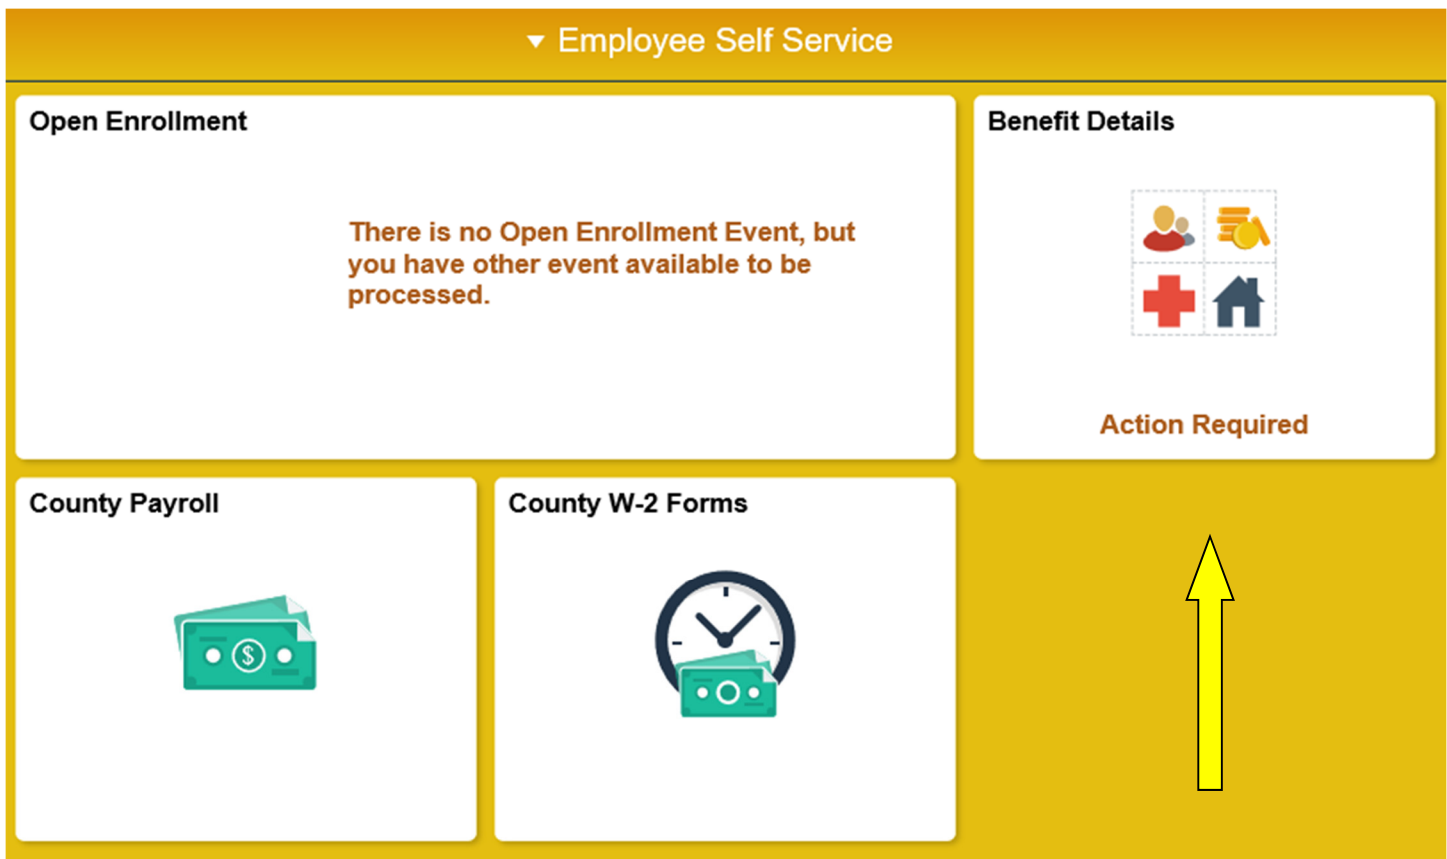 Employee Self Service
Open Enrollment
There is no Open Enrollment Event, but
you have other event available to be
processed.
Benefit Details
Action Required
County Payroll
$
County W-2 Forms